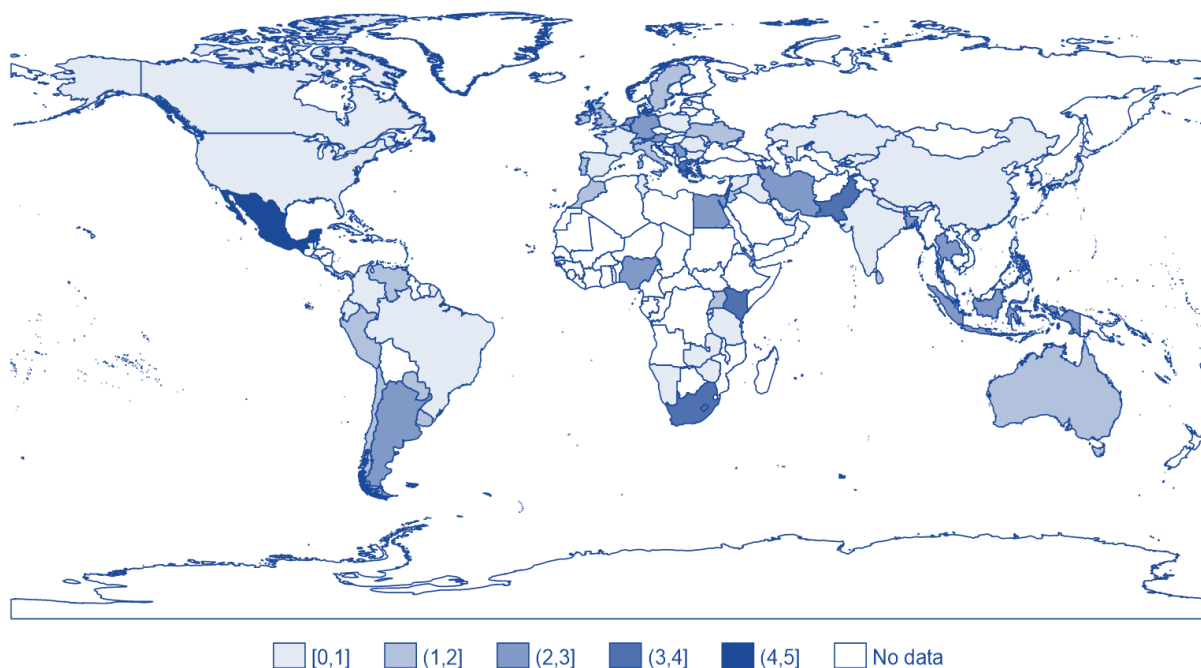 [0,1] (1,2] (2,3] (3,4] (4,5] No data